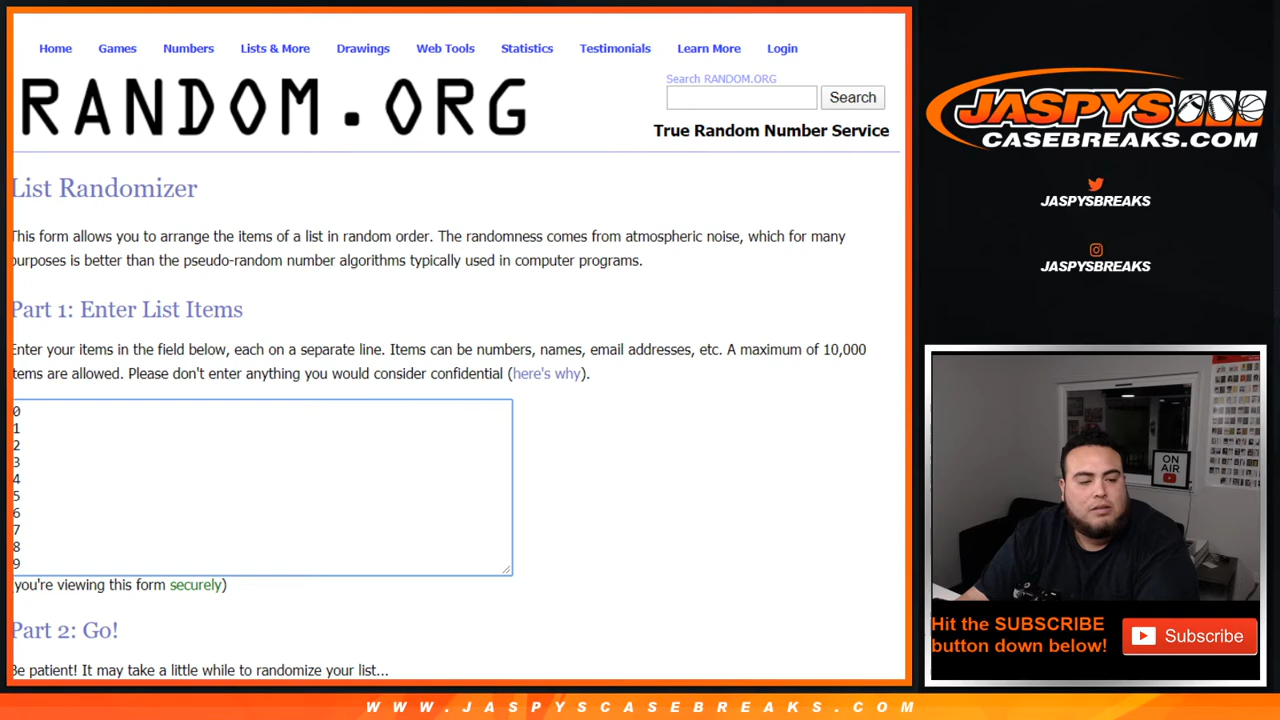 Home Games Numbers Lists & More Drawings Web Tools Statistics Testimonials Learn More Login
RANDOM.ORG
Search RANDOM.ORG
Search
True Random Number Service
List Randomizer
This form allows you to arrange the items of a list in random order. The randomness comes from atmospheric noise, which for many
purposes is better than the pseudo-random number algorithms typically used in computer programs.
Part 1: Enter List Items
Enter your items in the field below, each on a separate line. Items can be numbers, names, email addresses, etc. A maximum of 10,000
items are allowed. Please don't enter anything you would consider confidential (here's why).
0
1
2
3
4
5
6
7
8
9
(you're viewing this form securely)
Part 2: Go!
Be patient! It may take a little while to randomize your list...
JASPYS
CASEBREAKS.COM
JASPYSBREAKS
JASPYSBREAKS
ON
AIR
Hit the SUBSCRIBE
button down below!
Subscribe
WWW.JASPYSCASEBREAKS.COM